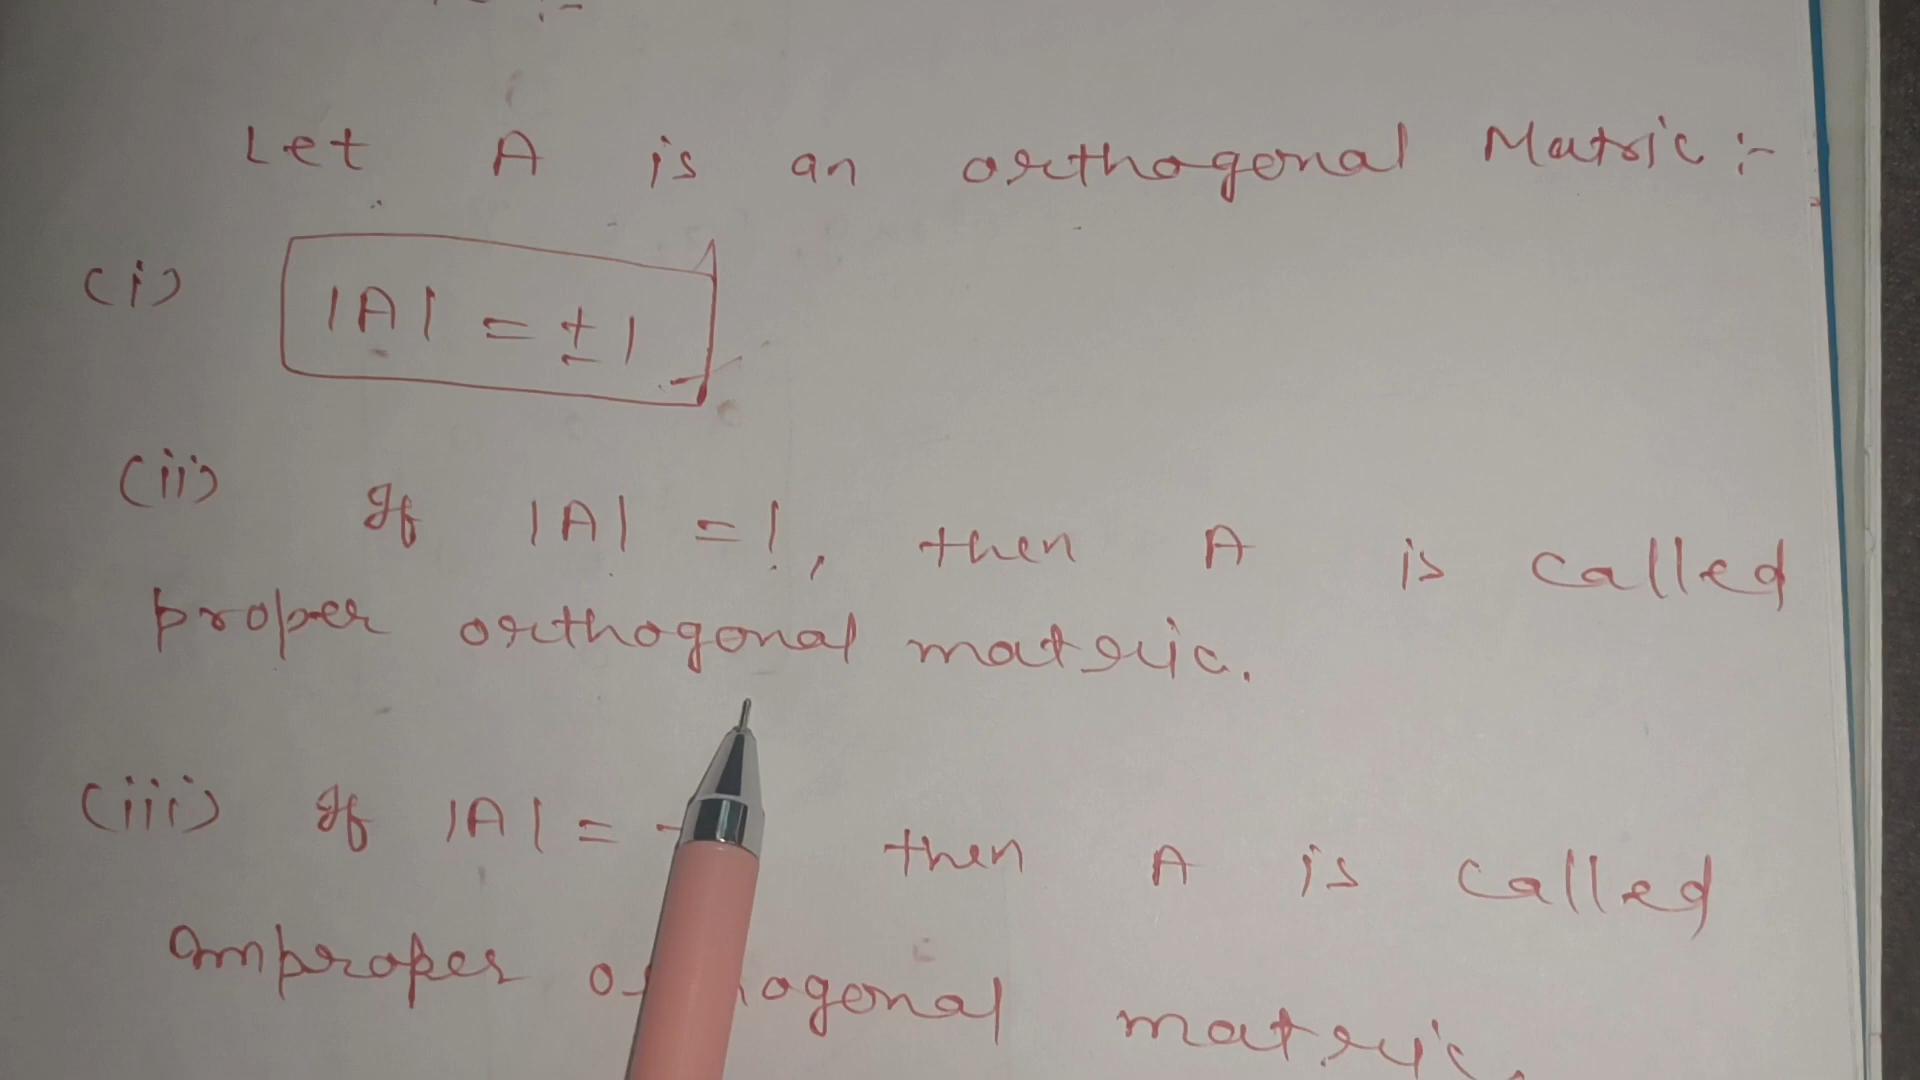 Let A is an orthogonal Matric :-
(i) |A| = ±1
(ii) If |A| = 1, then A is called
proper orthogonal matric.
(iii) If |A| = - then A is called
Improper ogonal matric.